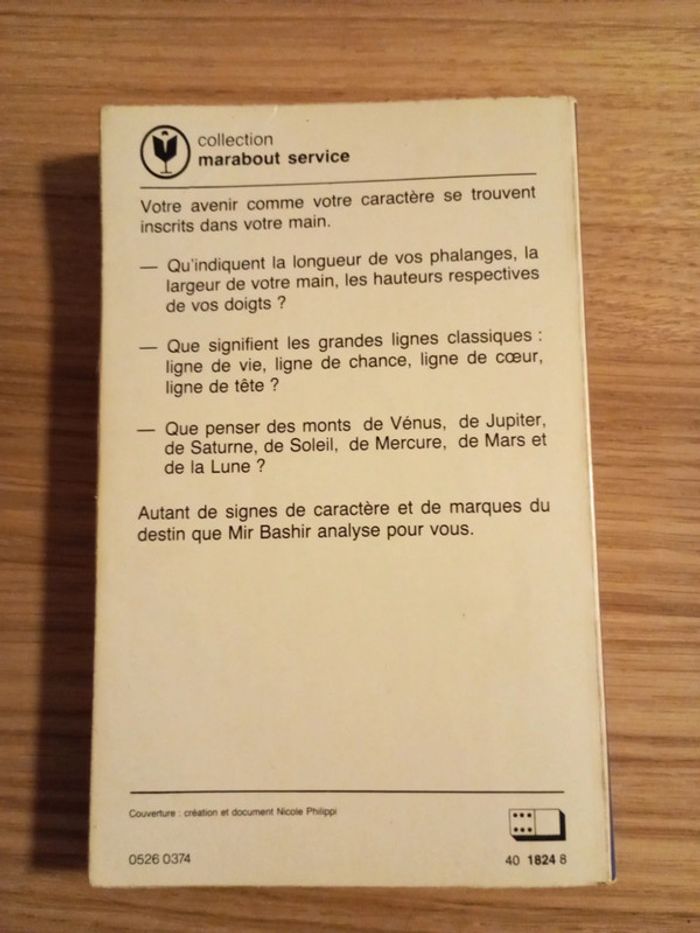 collection
marabout service
Votre avenir comme votre caractère se trouvent
inscrits dans votre main.
— Qu'indiquent la longueur de vos phalanges, la
largeur de votre main, les hauteurs respectives
de vos doigts ?
— Que signifient les grandes lignes classiques :
ligne de vie, ligne de chance, ligne de cœur,
ligne de tête ?
— Que penser des monts de Vénus, de Jupiter,
de Saturne, de Soleil, de Mercure, de Mars et
de la Lune ?
Autant de signes de caractère et de marques du
destin que Mir Bashir analyse pour vous.
Couverture : création et document Nicole Philippi
0526 0374
40 1824 8